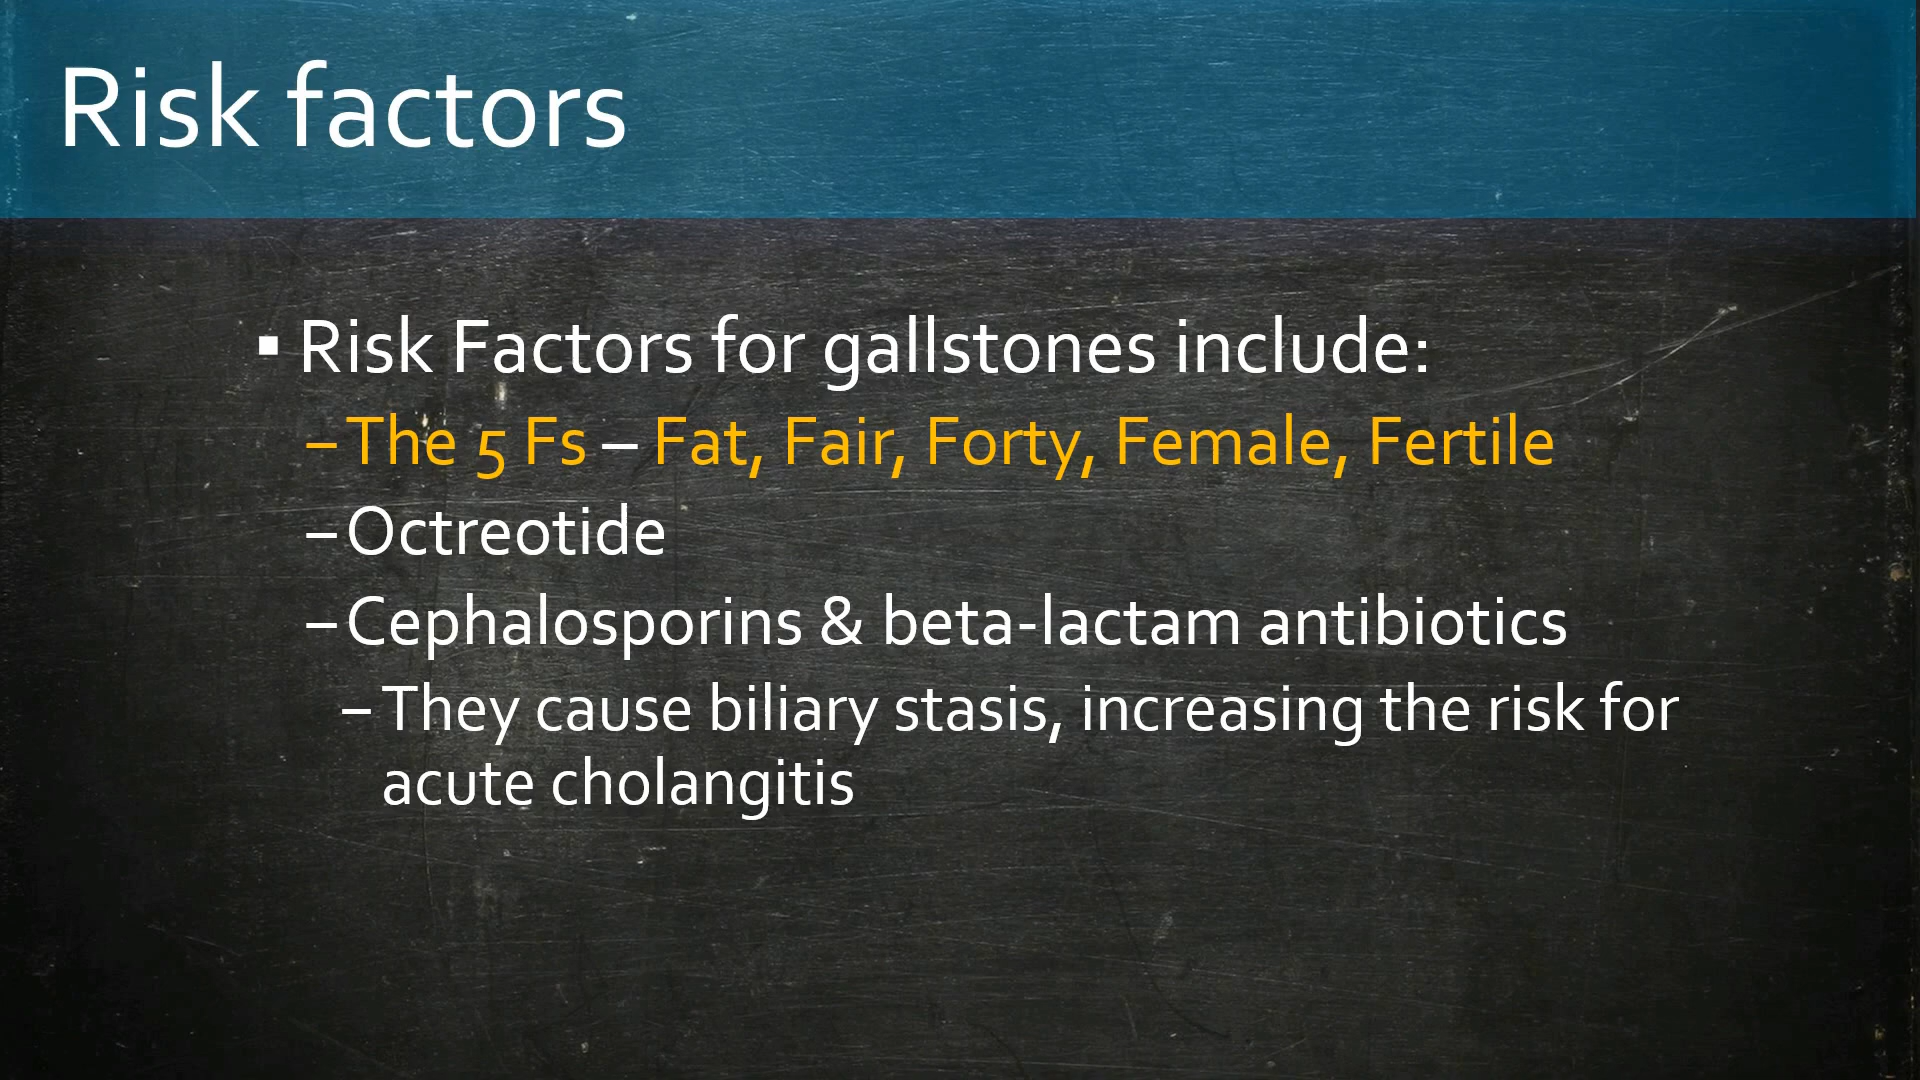 Risk factors
▪ Risk Factors for gallstones include:
–The 5 Fs – Fat, Fair, Forty, Female, Fertile
–Octreotide
–Cephalosporins & beta-lactam antibiotics
–They cause biliary stasis, increasing the risk for
acute cholangitis